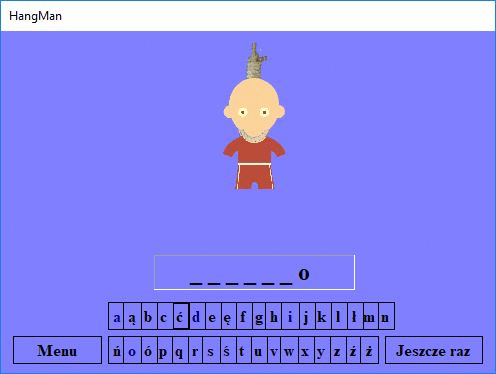 HangMan
_ _ _ _ _ _ o
a ą b c ć d e ę f g h i j k l ł m n
Menu ń o ó p q r s ś t u v w x y z ź ż Jeszcze raz